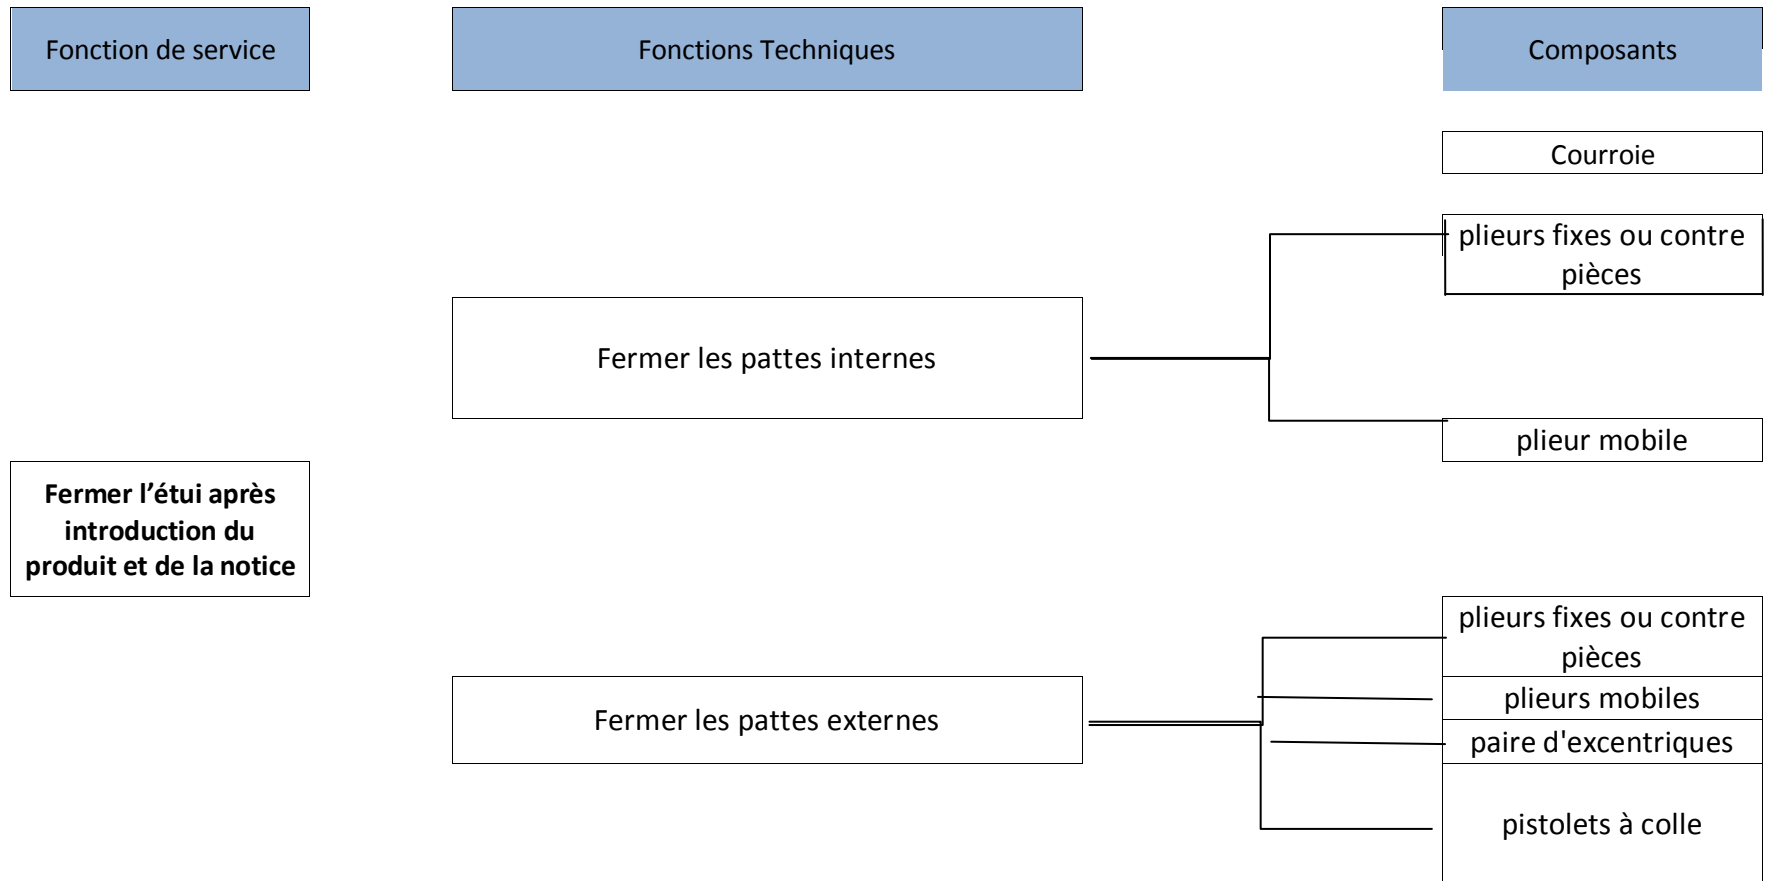 Fonction de service
Fonctions Techniques
Composants
Courroie
plieurs fixes ou contre
pièces
Fermer les pattes internes
plieur mobile
Fermer l’étui après
introduction du
produit et de la notice
plieurs fixes ou contre
pièces
plieurs mobiles
Fermer les pattes externes
paire d'excentriques
pistolets à colle